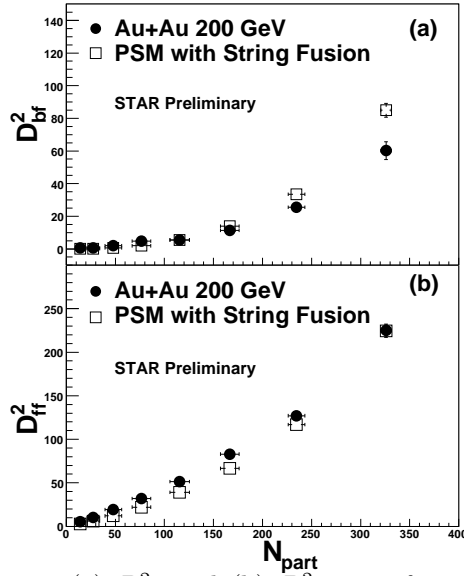 140
120
100
80
60
40
20
0
D²bf
(a)
Au+Au 200 GeV
PSM with String Fusion
STAR Preliminary
250
200
150
100
50
0
D²ff
(b)
Au+Au 200 GeV
PSM with String Fusion
STAR Preliminary
0 50 100 150 200 250 300 350 400
Npart